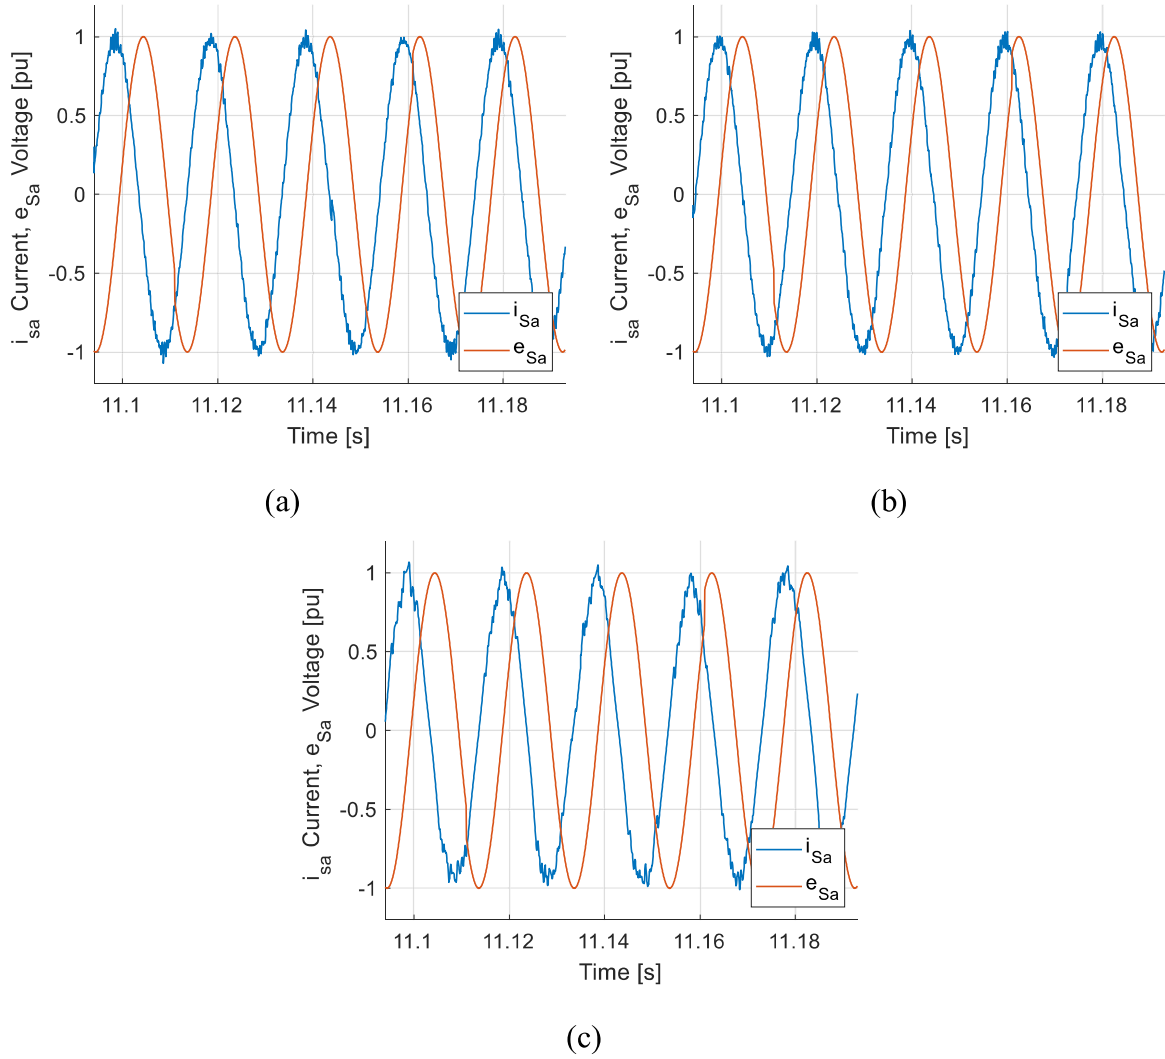 i_sa Current, e_Sa Voltage [pu]
1
0.5
0
-0.5
-1
i_Sa
e_Sa
11.1 11.12 11.14 11.16 11.18
Time [s]
(a)
i_sa Current, e_Sa Voltage [pu]
1
0.5
0
-0.5
-1
i_Sa
e_Sa
11.1 11.12 11.14 11.16 11.18
Time [s]
(b)
i_sa Current, e_Sa Voltage [pu]
1
0.5
0
-0.5
-1
i_Sa
e_Sa
11.1 11.12 11.14 11.16 11.18
Time [s]
(c)